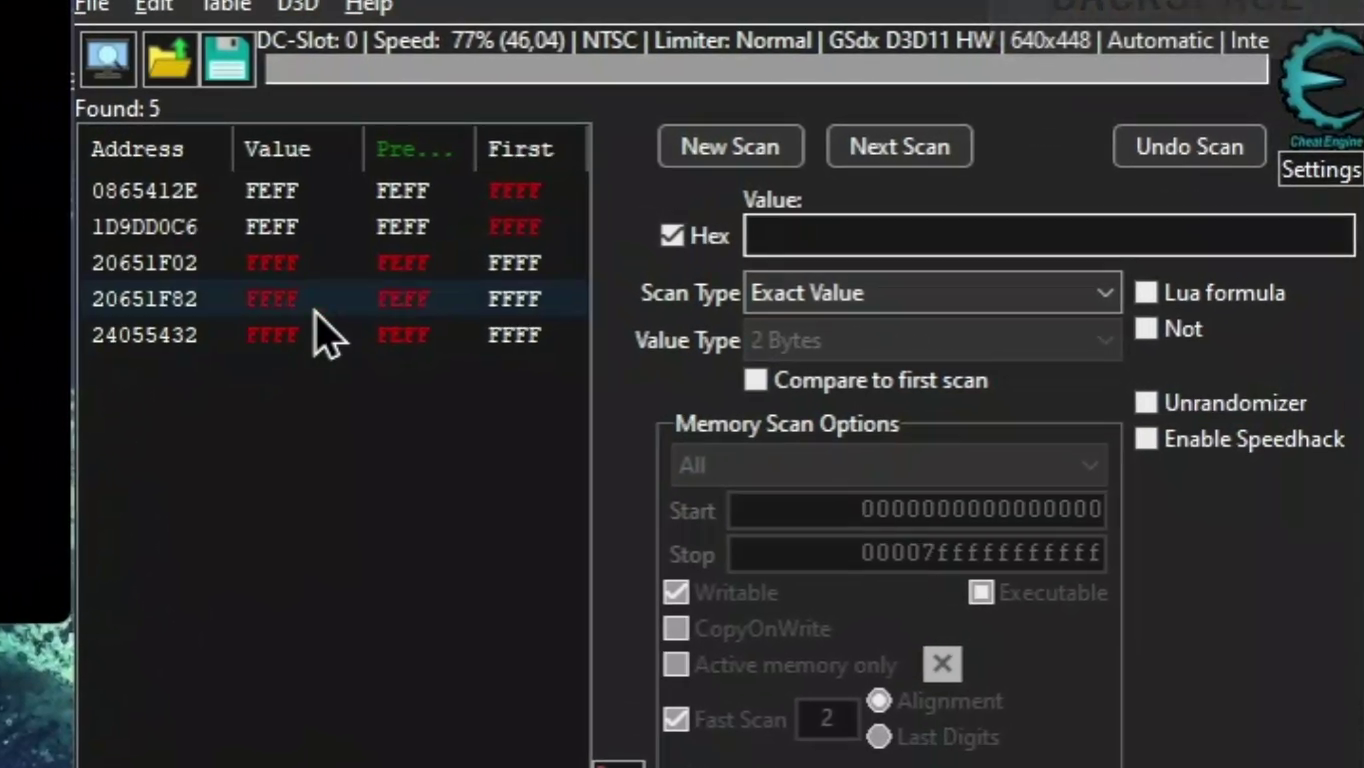 File Edit Table D3D Help
DC-Slot: 0 | Speed: 77% (46,04) | NTSC | Limiter: Normal | GSdx D3D11 HW | 640x448 | Automatic | Inte
Found: 5
Address Value Pre... First
0865412E FEFF FEFF FFFF
1D9DD0C6 FEFF FEFF FFFF
20651F02 FFFF FEFF FFFF
20651F82 FFFF FEFF FFFF
24055432 FFFF FEFF FFFF
New Scan Next Scan Undo Scan
Cheat Engine
Settings
Value:
Hex
Scan Type Exact Value
Lua formula
Value Type 2 Bytes
Not
Compare to first scan
Unrandomizer
Enable Speedhack
Memory Scan Options
All
Start 0000000000000000
Stop 00007fffffffffff
Writable Executable
CopyOnWrite
Active memory only
Fast Scan 2 Alignment
Last Digits